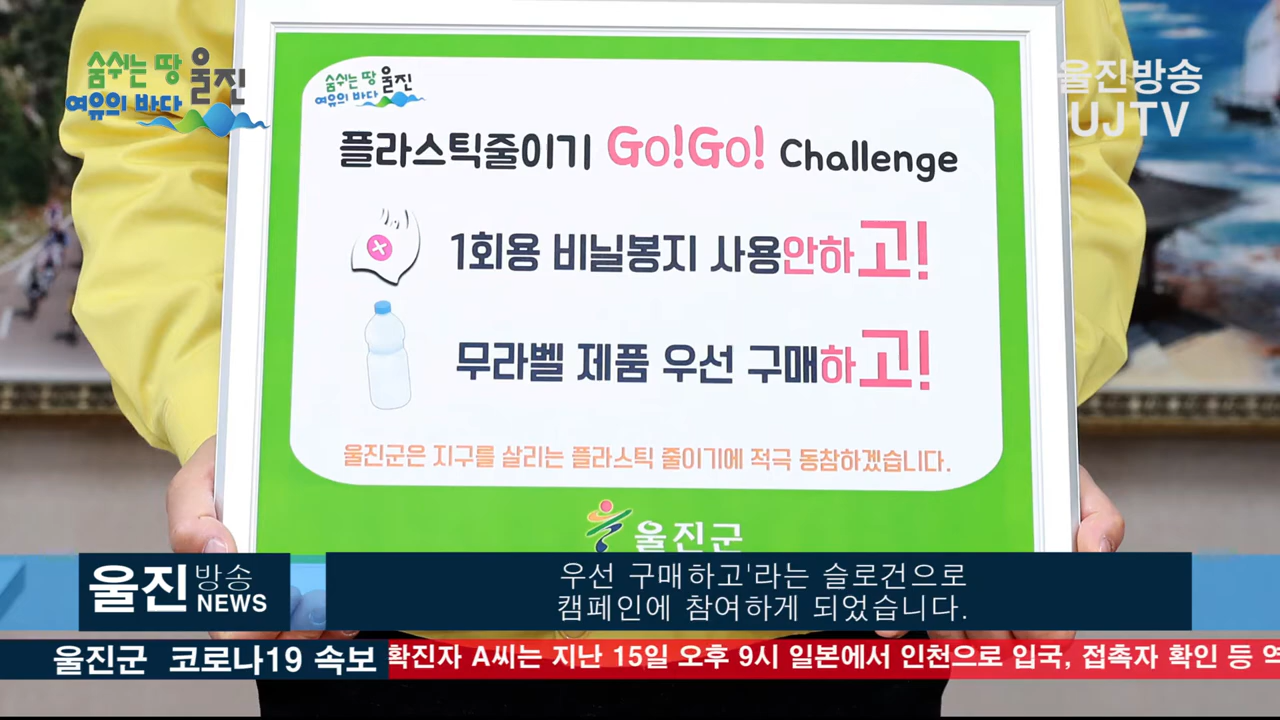 숨쉬는 땅 울진
여유의 바다
울진방송
UJTV
숨쉬는 땅 울진
여유의 바다
플라스틱줄이기 Go!Go! Challenge
1회용 비닐봉지 사용안하고!
무라벨 제품 우선 구매하고!
울진군은 지구를 살리는 플라스틱 줄이기에 적극 동참하겠습니다.
울진군
울진방송 NEWS
우선 구매하고'라는 슬로건으로
캠페인에 참여하게 되었습니다.
울진군 코로나19 속보
확진자 A씨는 지난 15일 오후 9시 일본에서 인천으로 입국, 접촉자 확인 등 역